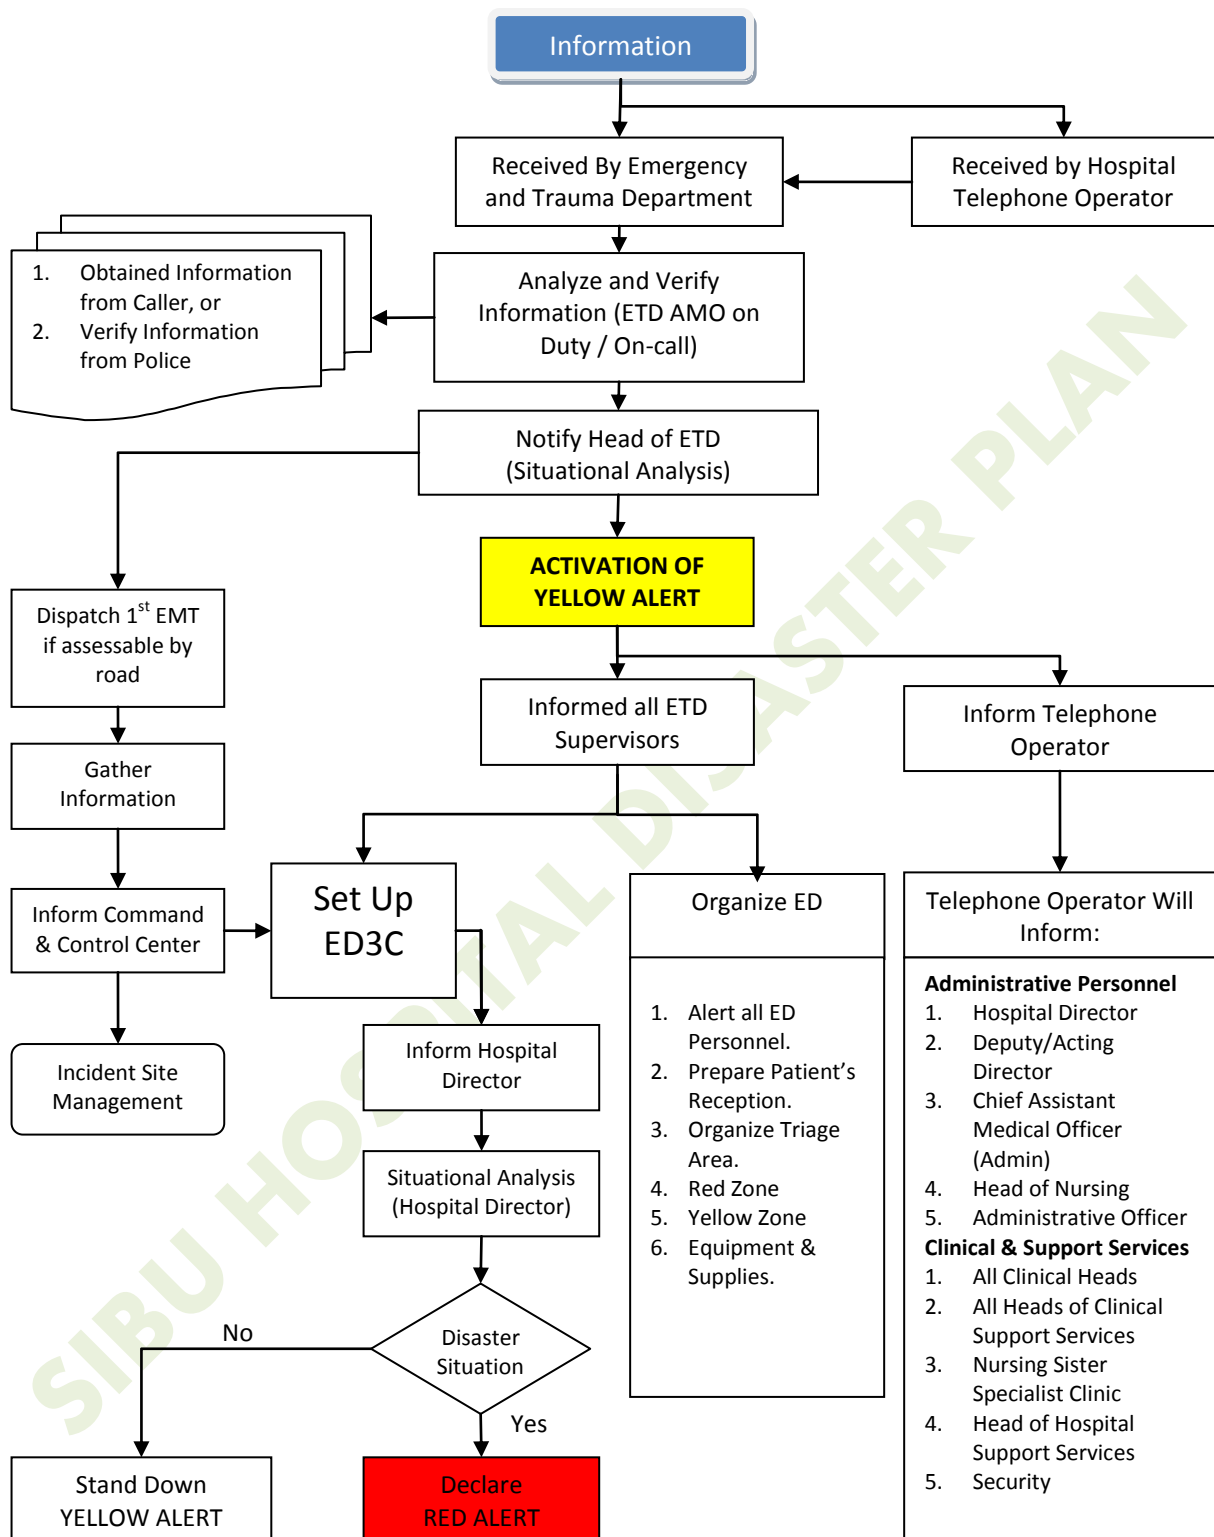 Information
Received By Emergency
and Trauma Department
Received by Hospital
Telephone Operator
1. Obtained Information
from Caller, or
2. Verify Information
from Police
Analyze and Verify
Information (ETD AMO on
Duty / On-call)
Notify Head of ETD
(Situational Analysis)
ACTIVATION OF
YELLOW ALERT
Dispatch 1st EMT
if assessable by
road
Informed all ETD
Supervisors
Inform Telephone
Operator
Gather
Information
Inform Command
& Control Center
Set Up
ED3C
Incident Site
Management
Inform Hospital
Director
Situational Analysis
(Hospital Director)
Disaster
Situation
No
Yes
Stand Down
YELLOW ALERT
Declare
RED ALERT
Organize ED
1. Alert all ED
Personnel.
2. Prepare Patient’s
Reception.
3. Organize Triage
Area.
4. Red Zone
5. Yellow Zone
6. Equipment &
Supplies.
Telephone Operator Will
Inform:
Administrative Personnel
1. Hospital Director
2. Deputy/Acting
Director
3. Chief Assistant
Medical Officer
(Admin)
4. Head of Nursing
5. Administrative Officer
Clinical & Support Services
1. All Clinical Heads
2. All Heads of Clinical
Support Services
3. Nursing Sister
Specialist Clinic
4. Head of Hospital
Support Services
5. Security
SIBU HOSPITAL DISASTER PLAN